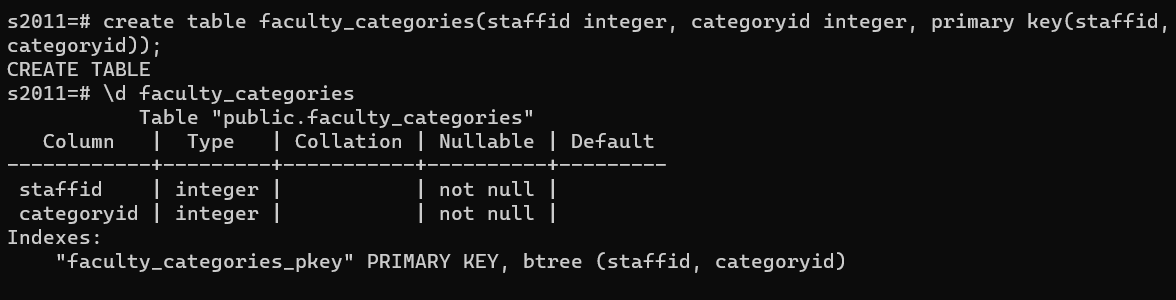 s2011=# create table faculty_categories(staffid integer, categoryid integer, primary key(staffid,
categoryid));
CREATE TABLE
s2011=# \d faculty_categories
          Table "public.faculty_categories"
   Column   |  Type   | Collation | Nullable | Default
------------+---------+-----------+----------+---------
 staffid    | integer |           | not null |
 categoryid | integer |           | not null |
Indexes:
    "faculty_categories_pkey" PRIMARY KEY, btree (staffid, categoryid)